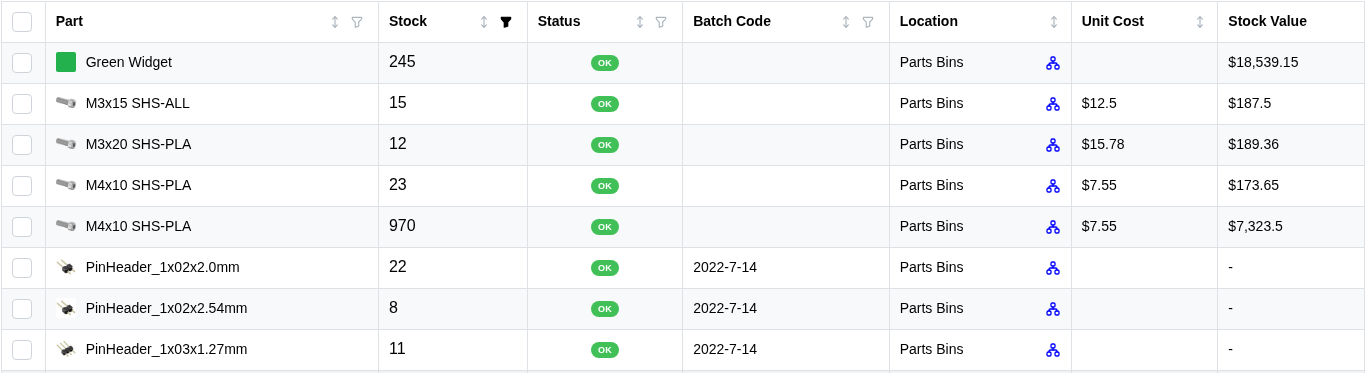 Part Stock Status Batch Code Location Unit Cost Stock Value
Green Widget 245 OK Parts Bins $18,539.15
M3x15 SHS-ALL 15 OK Parts Bins $12.5 $187.5
M3x20 SHS-PLA 12 OK Parts Bins $15.78 $189.36
M4x10 SHS-PLA 23 OK Parts Bins $7.55 $173.65
M4x10 SHS-PLA 970 OK Parts Bins $7.55 $7,323.5
PinHeader_1x02x2.0mm 22 OK 2022-7-14 Parts Bins -
PinHeader_1x02x2.54mm 8 OK 2022-7-14 Parts Bins -
PinHeader_1x03x1.27mm 11 OK 2022-7-14 Parts Bins -